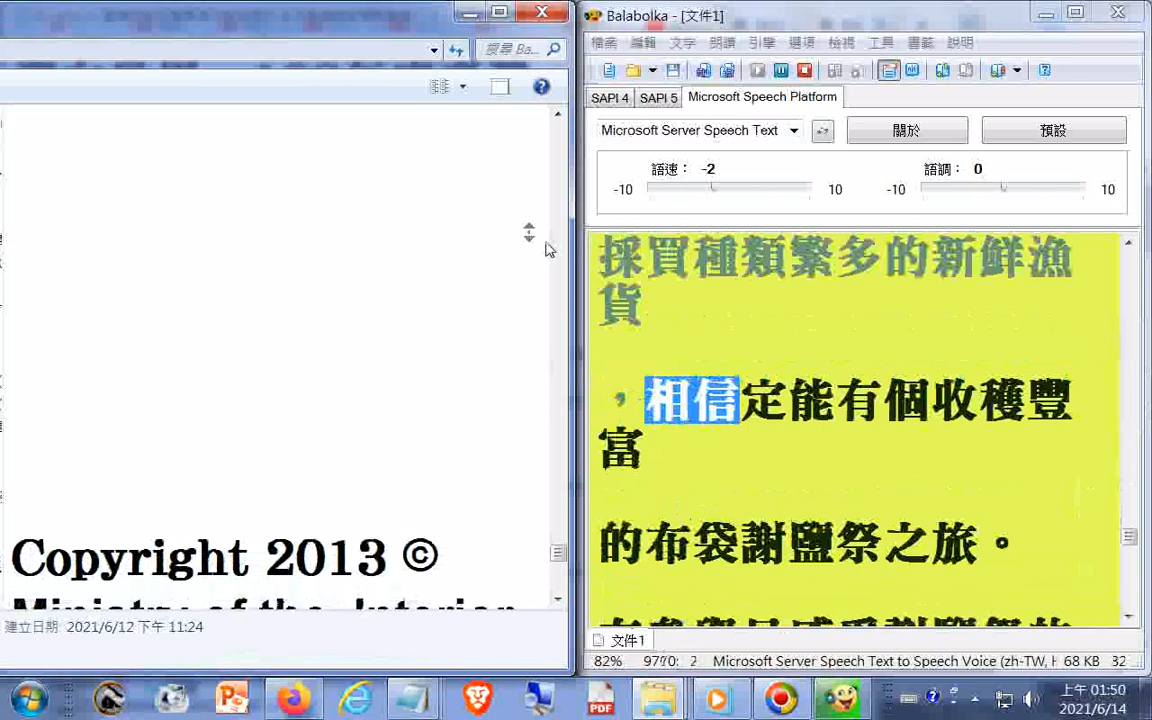 搜尋 Ba...
Copyright 2013 ©
Ministry of the Interior
建立日期: 2021/6/12 下午 11:24
Balabolka - [文件1]
檔案 編輯 文字 朗讀 引擎 選項 檢視 工具 書籤 說明
SAPI 4 SAPI 5 Microsoft Speech Platform
Microsoft Server Speech Text
關於
預設
語速： -2
語調： 0
-10 10 -10 10
採買種類繁多的新鮮漁
貨
，相信定能有個收穫豐
富
的布袋謝鹽祭之旅。
文件1
82% Microsoft Server Speech Text to Speech Voice (zh-TW, H 68 KB 32
PDF
上午 01:50
2021/6/14